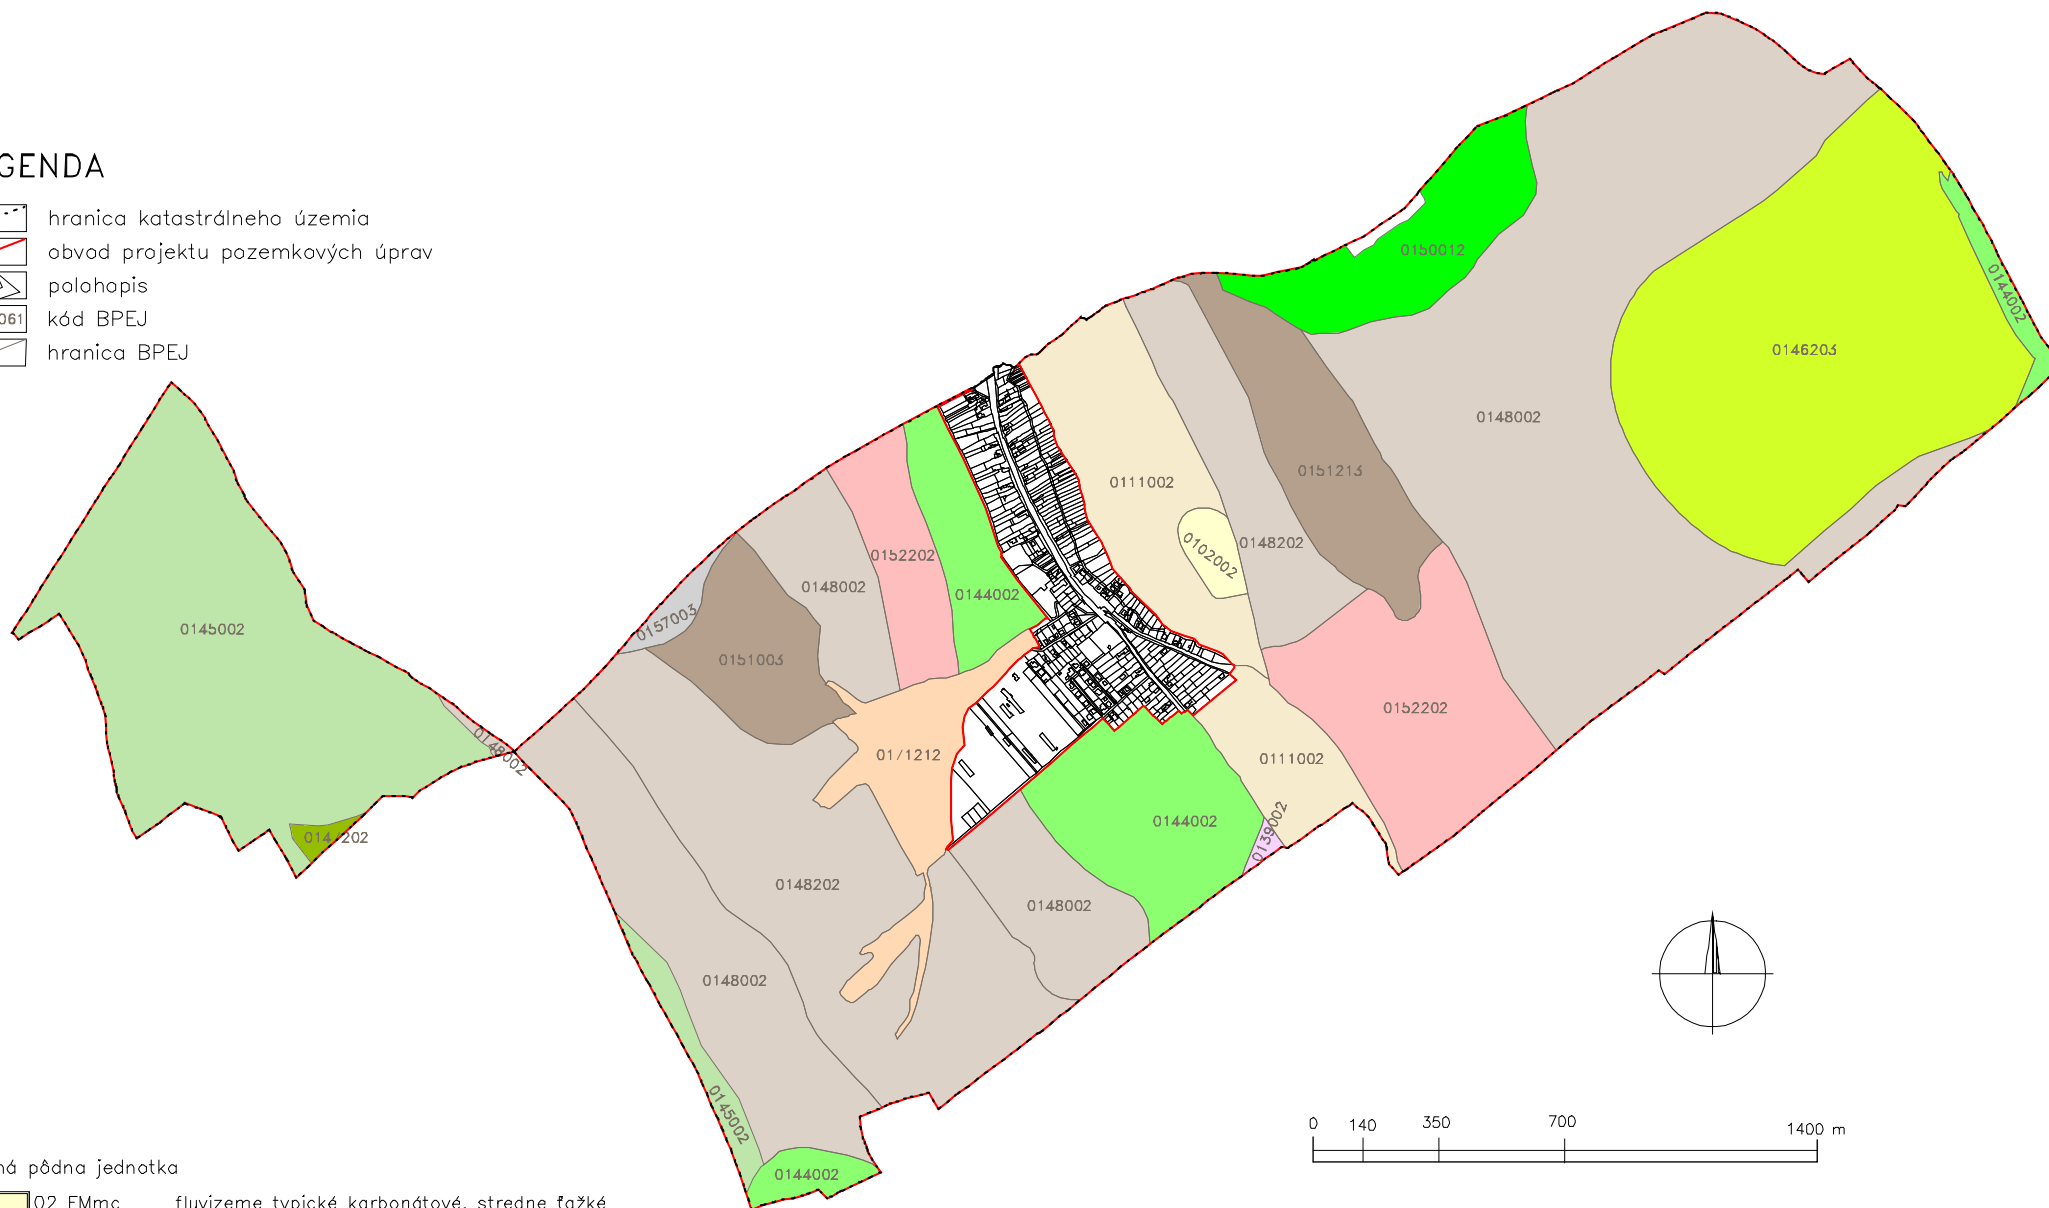 GENDA
hranica katastrálneho územia
obvod projektu pozemkových úprav
polohopis
061 kód BPEJ
hranica BPEJ
0150012
0144002
0146203
0148002
0151213
0111002
0148202
0102002
0152202
0144002
0148002
0157003
0151003
0145002
0148002
01/1212
0152202
0111002
0144002
0139002
0148202
0148002
0148002
0145002
0144002
0 140 350 700 1400 m
ná pôdna jednotka
02 FMmc fluvizeme typické karbonátové, stredne ťažké